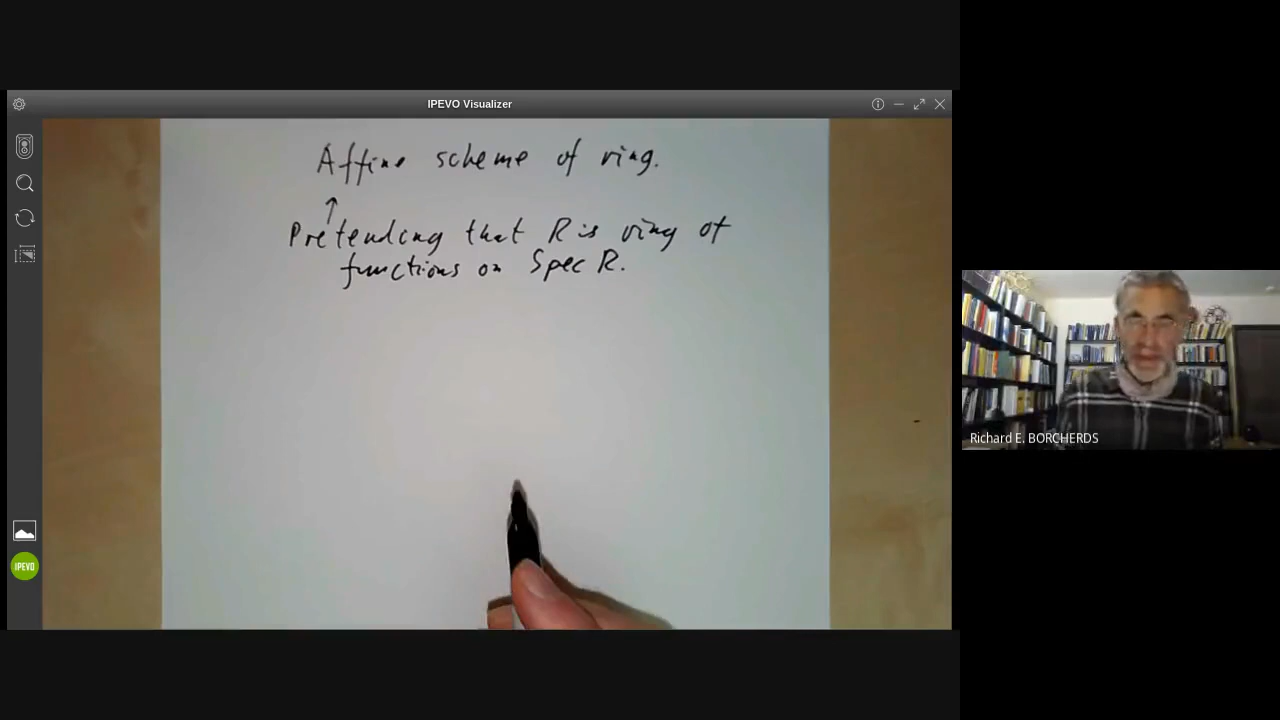 IPEVO Visualizer
Affine scheme of ring.
↑
Pretending that R is ring of
functions on Spec R.
IPEVO
Richard E. BORCHERDS